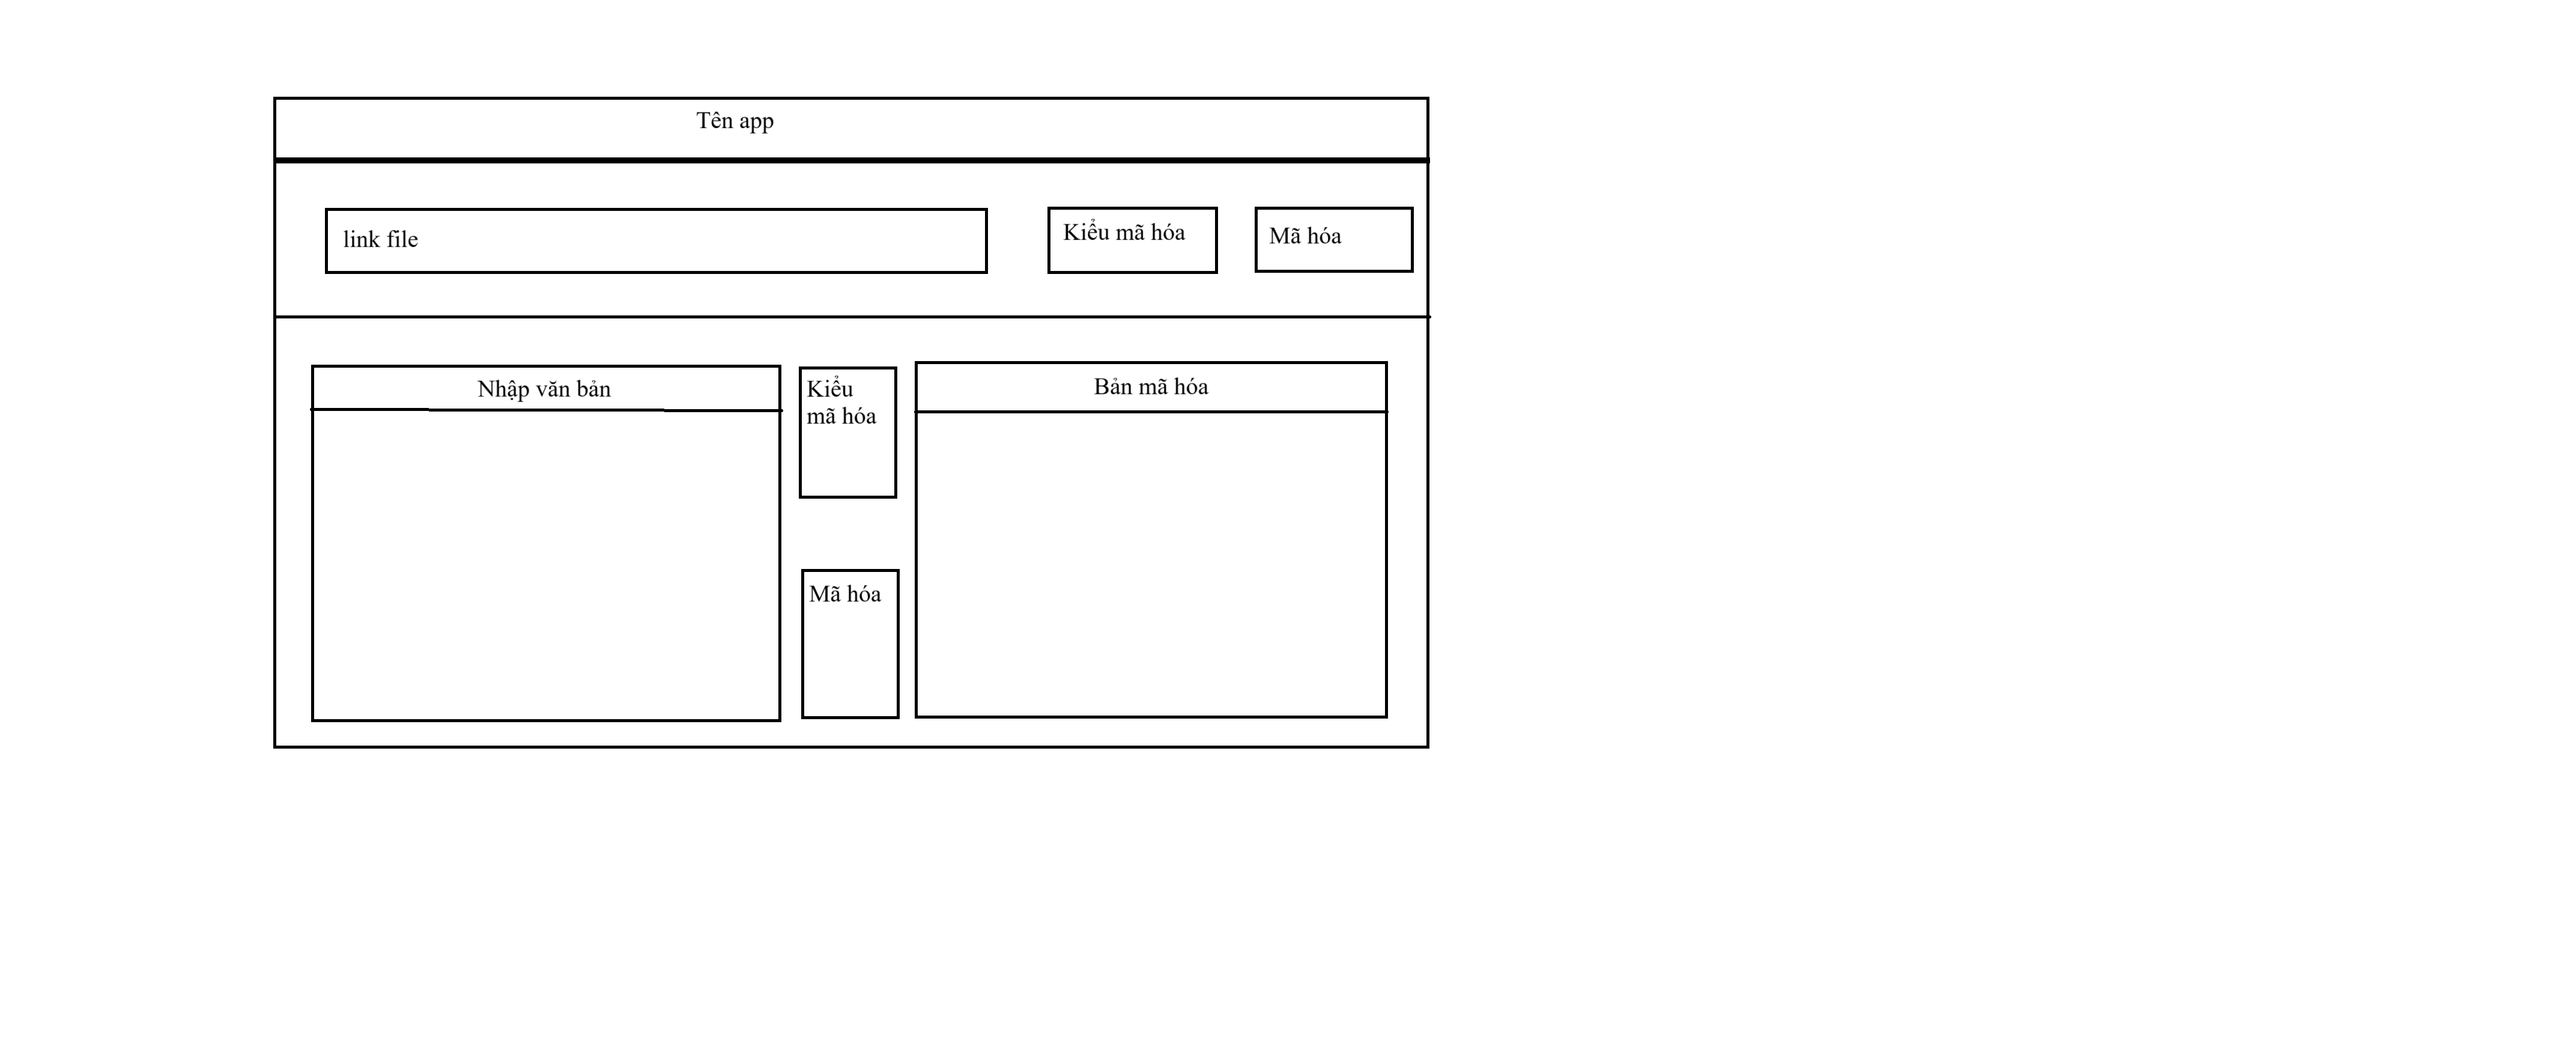 Tên app
link file
Kiểu mã hóa
Mã hóa
Nhập văn bản
Kiểu
mã hóa
Bản mã hóa
Mã hóa